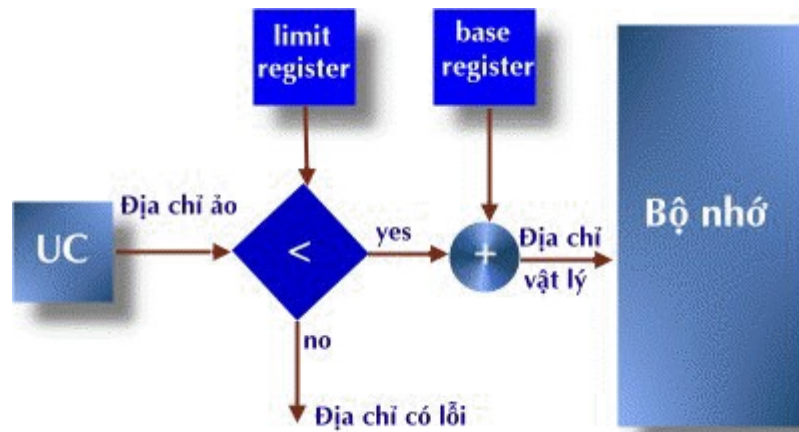 limit
register
base
register
UC
Địa chỉ ảo
<
yes
+
Địa chỉ
vật lý
Bộ nhớ
no
Địa chỉ có lỗi